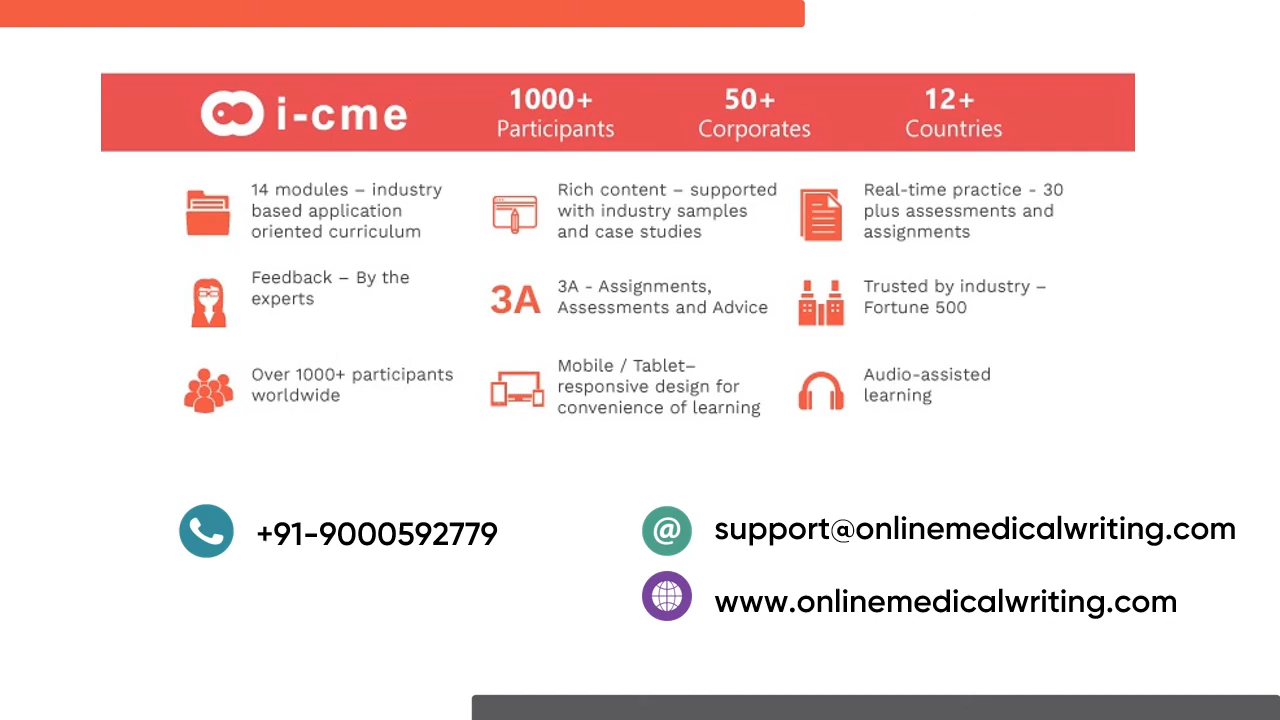 i-cme
1000+
Participants
50+
Corporates
12+
Countries
14 modules – industry
based application
oriented curriculum
Rich content – supported
with industry samples
and case studies
Real-time practice - 30
plus assessments and
assignments
Feedback – By the
experts
3A
3A - Assignments,
Assessments and Advice
Trusted by industry –
Fortune 500
Over 1000+ participants
worldwide
Mobile / Tablet–
responsive design for
convenience of learning
Audio-assisted
learning
+91-9000592779
@
support@onlinemedicalwriting.com
www.onlinemedicalwriting.com